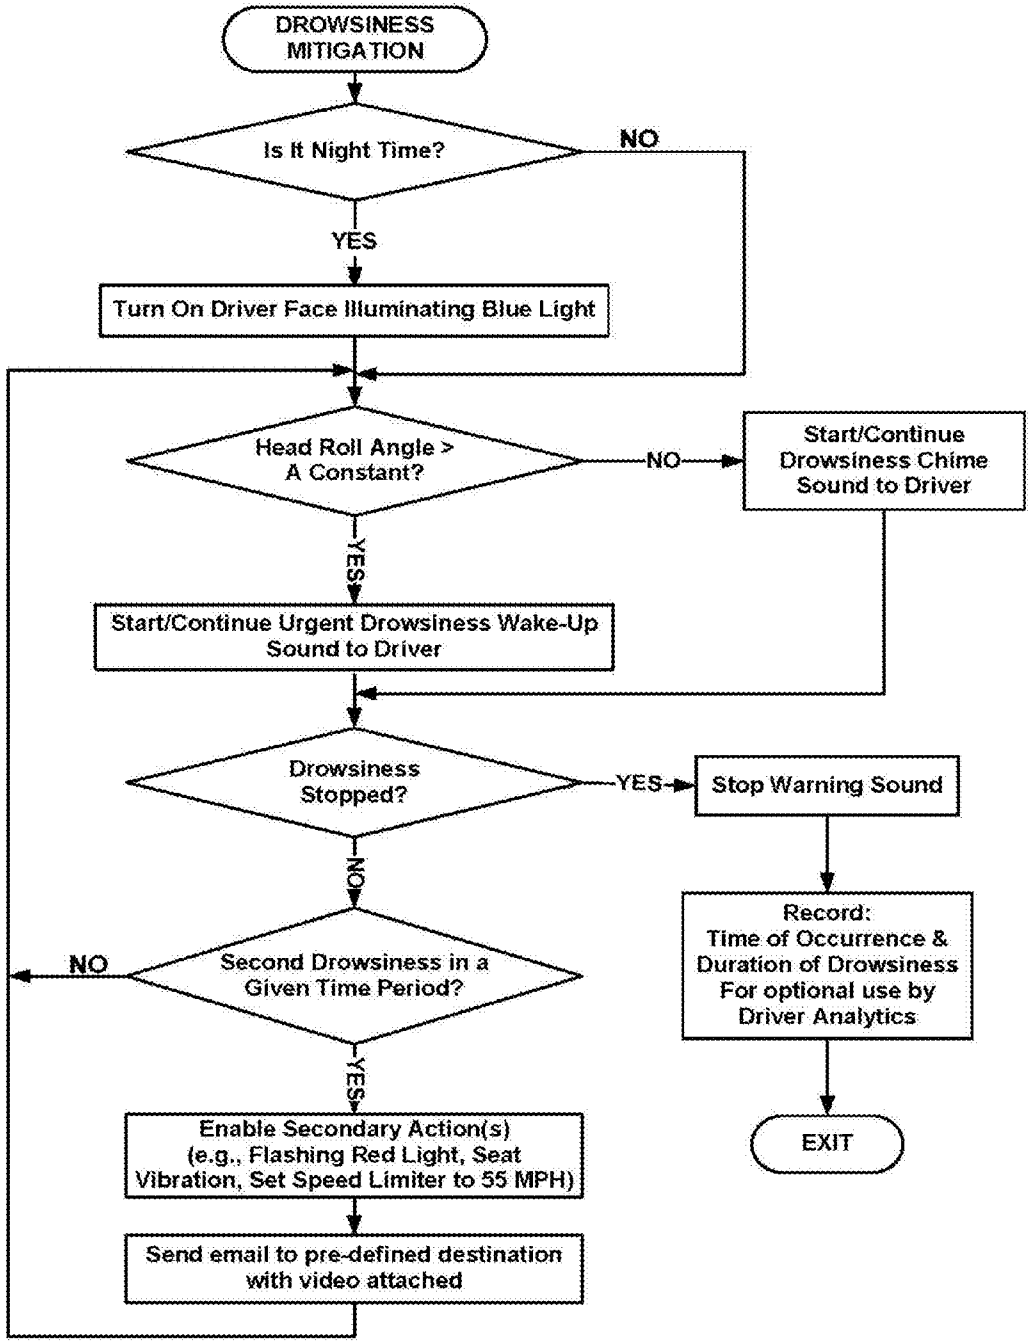 DROWSINESS
MITIGATION
Is It Night Time?
NO
YES
Turn On Driver Face Illuminating Blue Light
Head Roll Angle >
A Constant?
NO
Start/Continue
Drowsiness Chime
Sound to Driver
YES
Start/Continue Urgent Drowsiness Wake-Up
Sound to Driver
Drowsiness
Stopped?
YES
Stop Warning Sound
NO
Record:
Time of Occurrence &
Duration of Drowsiness
For optional use by
Driver Analytics
Second Drowsiness in a
Given Time Period?
NO
YES
Enable Secondary Action(s)
(e.g., Flashing Red Light, Seat
Vibration, Set Speed Limiter to 55 MPH)
EXIT
Send email to pre-defined destination
with video attached